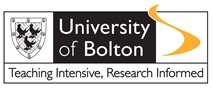 University
of Bolton
Teaching Intensive, Research Informed